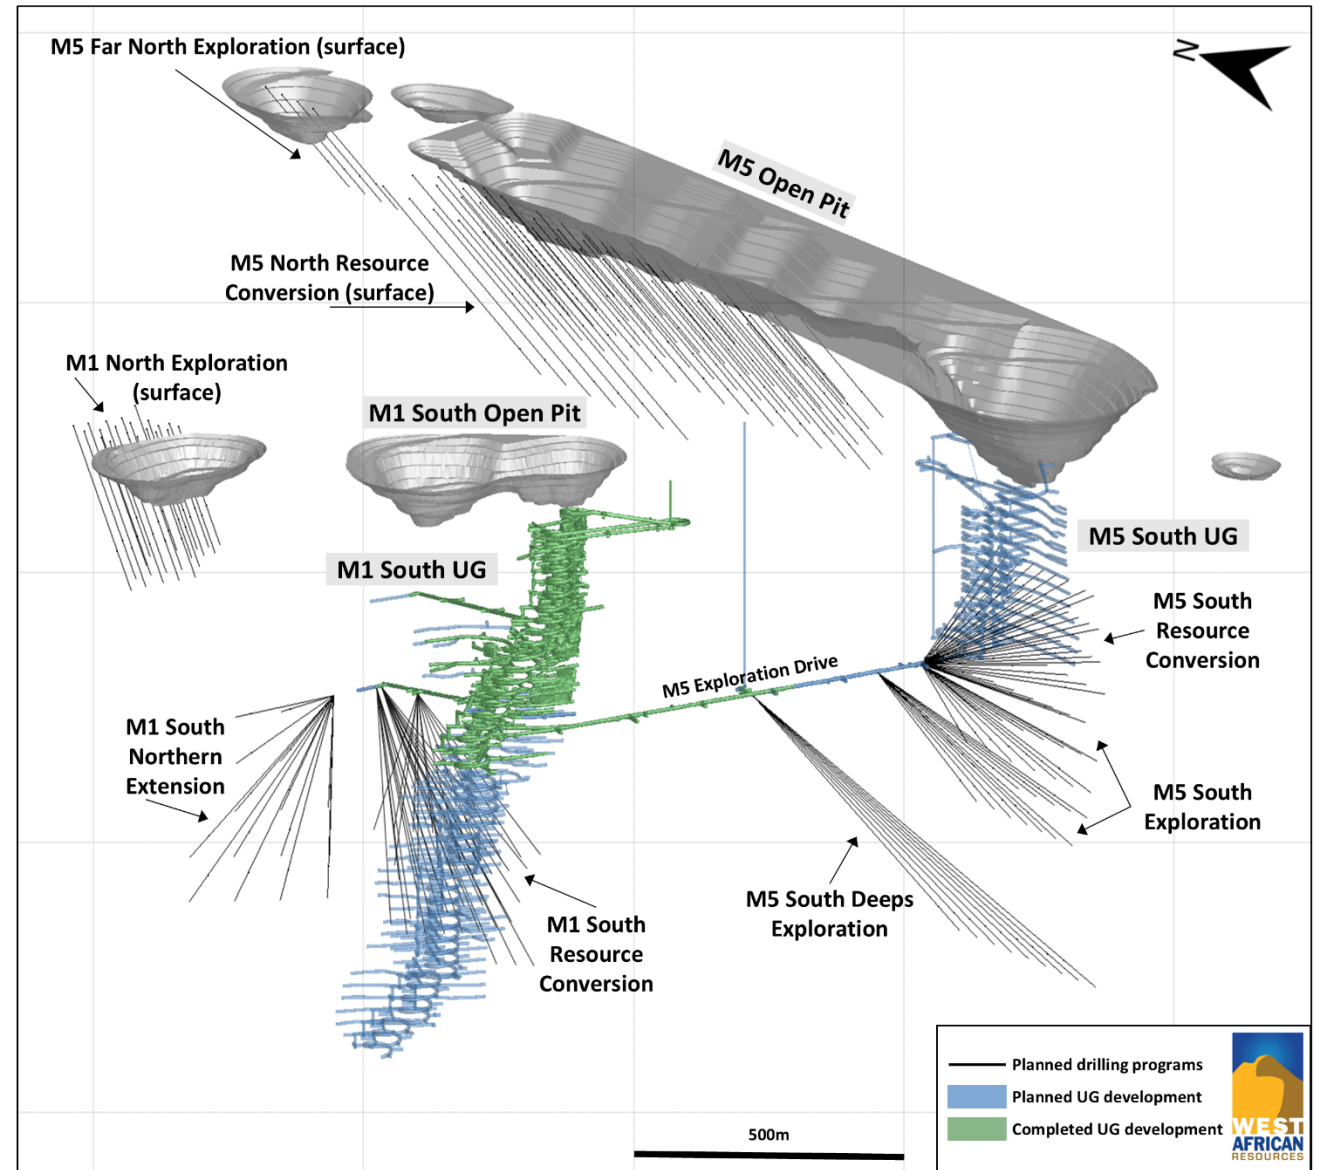 M5 Far North Exploration (surface)
N
M5 Open Pit
M5 North Resource
Conversion (surface)
M1 North Exploration
(surface)
M1 South Open Pit
M5 South UG
M1 South UG
M5 South
Resource
Conversion
M5 Exploration Drive
M1 South
Northern
Extension
M5 South
Exploration
M5 South Deeps
Exploration
M1 South
Resource
Conversion
Planned drilling programs
Planned UG development
Completed UG development
500m
WEST
AFRICAN
RESOURCES